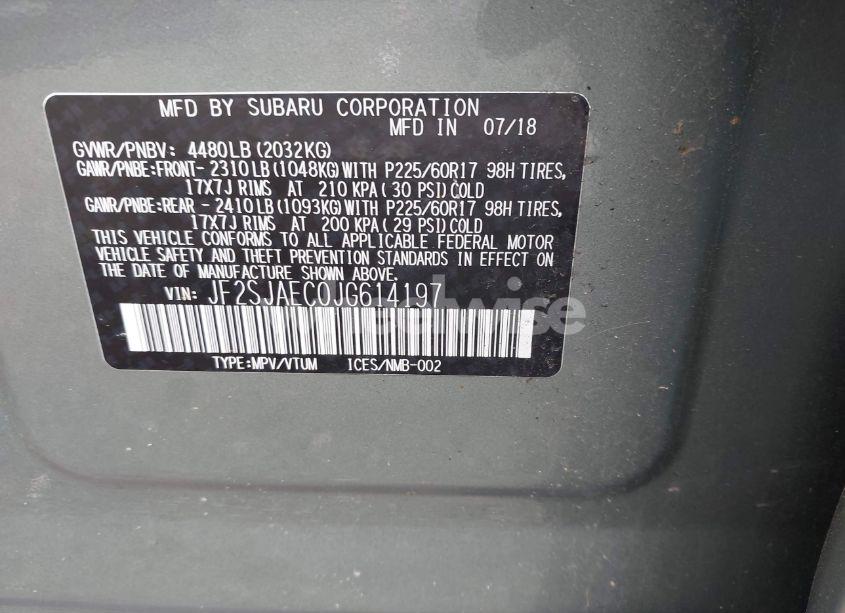 MFD BY SUBARU CORPORATION
MFD IN 07/18
GVWR/PNBV: 4480LB(2032KG)
GAWR/PNBE:FRONT- 2310LB(1048KG)WITH P225/60R17 98H TIRES,
17X7J RIMS AT 210 KPA( 30 PSI)COLD
GAWR/PNBE:REAR - 2410LB(1093KG)WITH P225/60R17 98H TIRES,
17X7J RIMS AT 200 KPA( 29 PSI)COLD
THIS VEHICLE CONFORMS TO ALL APPLICABLE FEDERAL MOTOR
VEHICLE SAFETY AND THEFT PREVENTION STANDARDS IN EFFECT ON
THE DATE OF MANUFACTURE SHOWN ABOVE.
VIN: JF2SJAEC0JG614197
wheelwise
TYPE:MPV/VTUM ICES/NMB-002